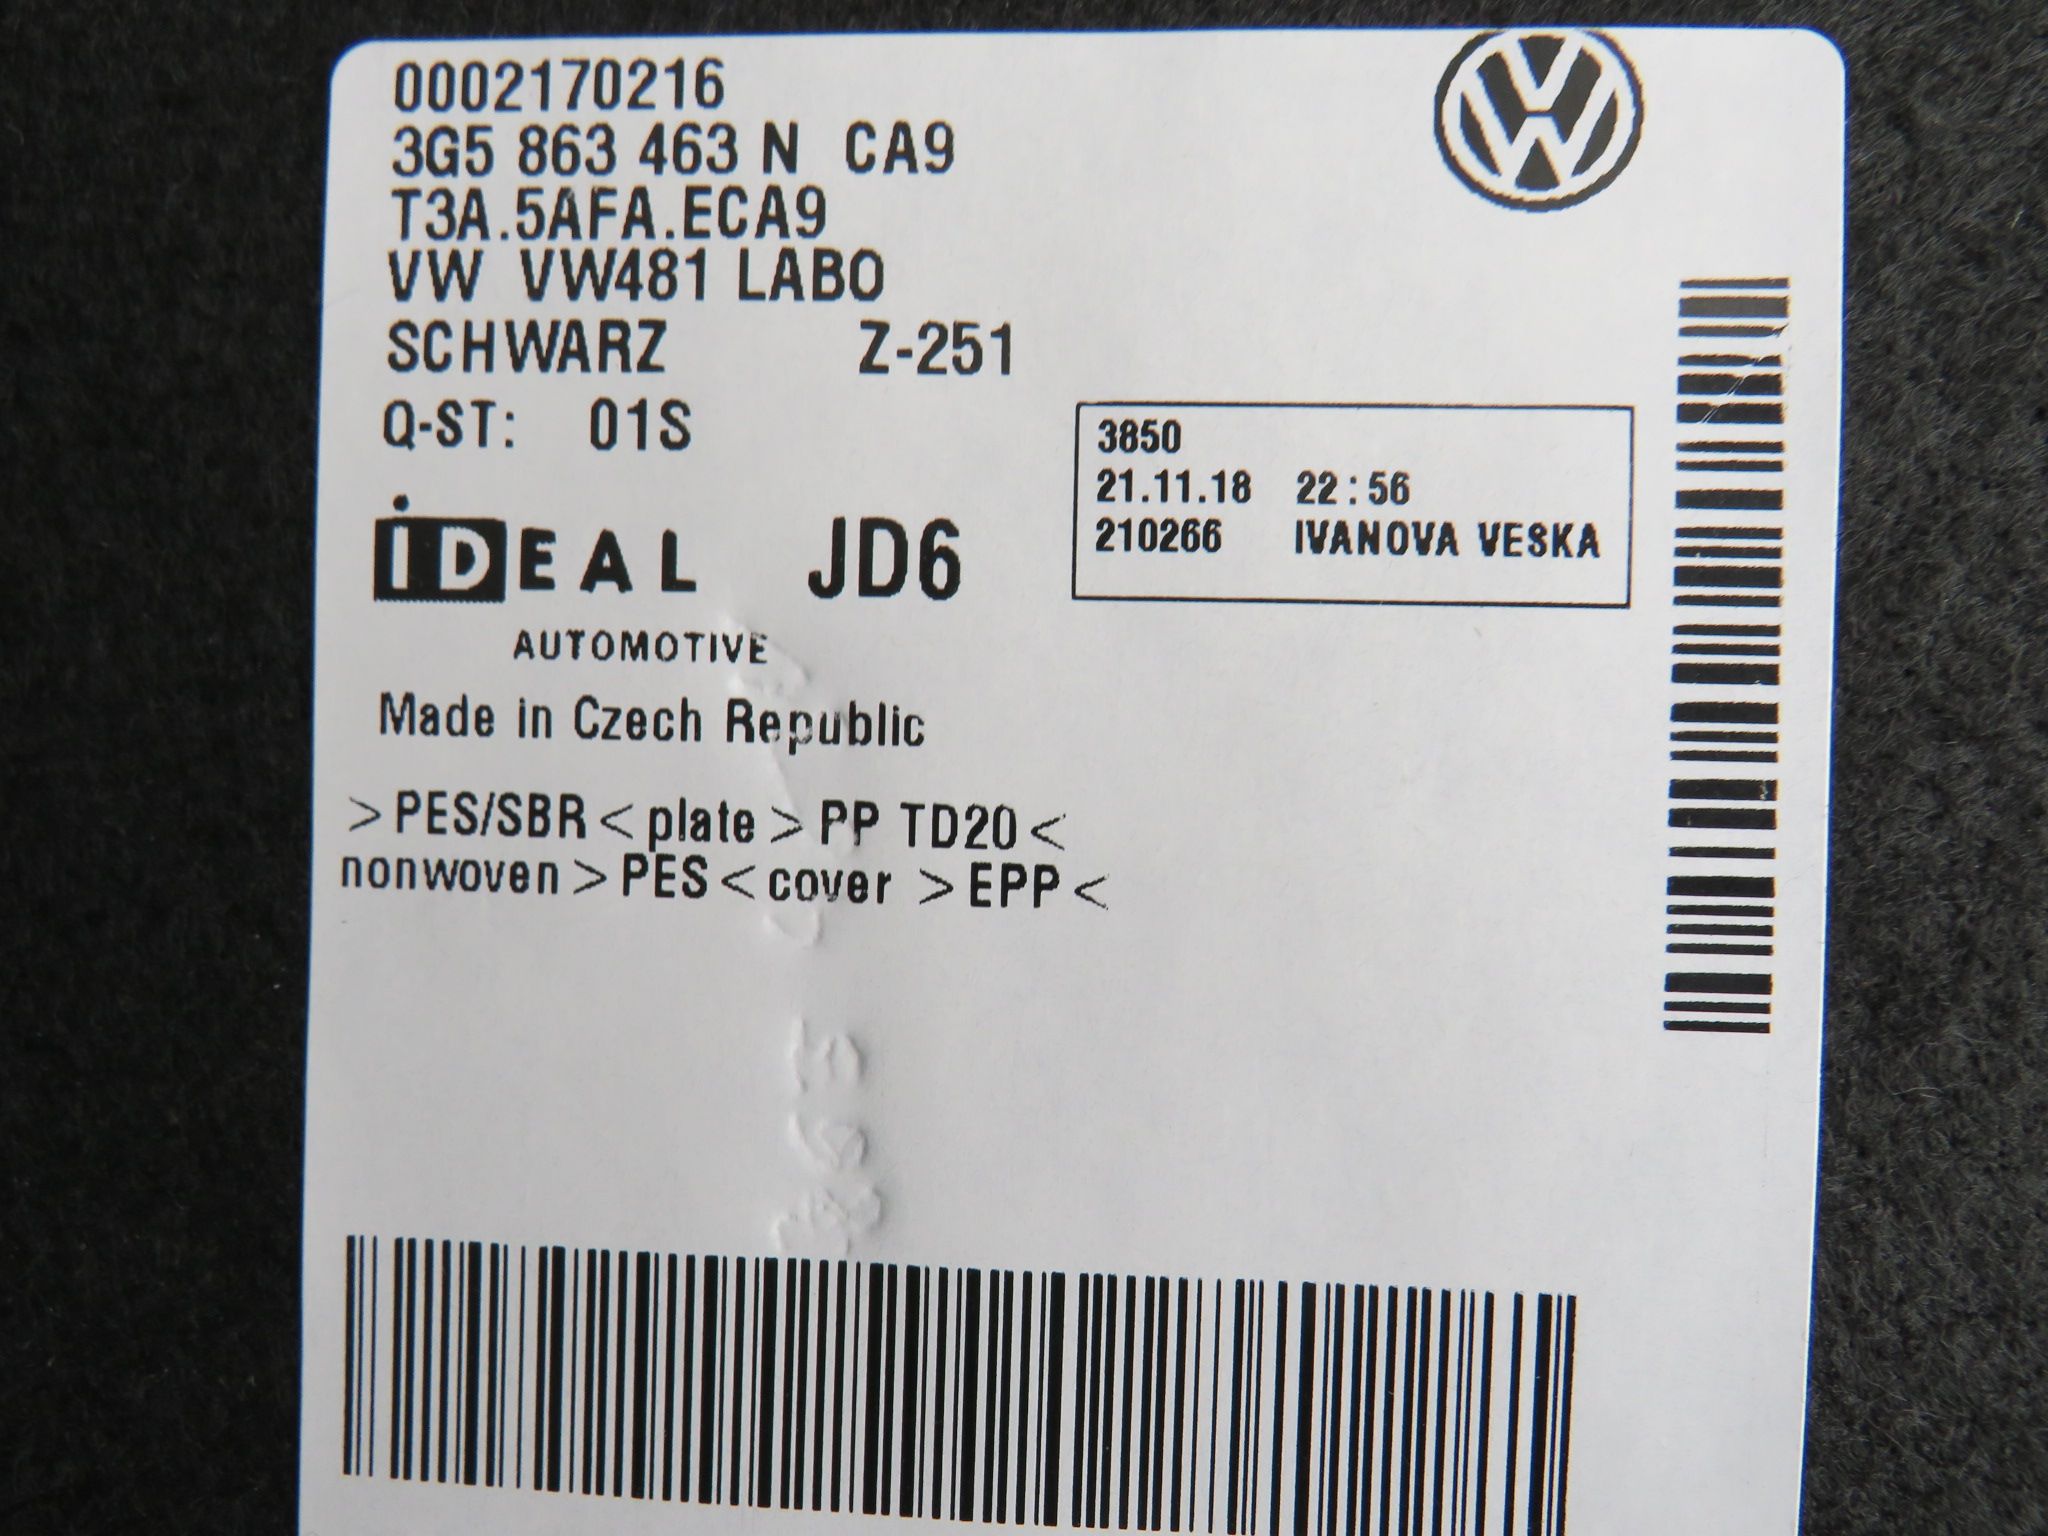 0002170216
3G5 863 463 N CA9
T3A.5AFA.ECA9
VW VW481 LABO
SCHWARZ Z-251
Q-ST: 01S
3850
21.11.18 22:56
210266 IVANOVA VESKA
iDEAL JD6
AUTOMOTIVE
Made in Czech Republic
>PES/SBR< plate >PP TD20<
nonwoven >PES< cover >EPP<